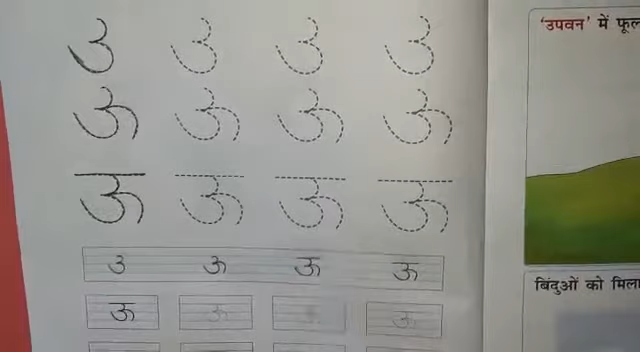 उ उ उ उ
ऊ ऊ ऊ ऊ
ऊ ऊ ऊ ऊ
उ ऊ ऊ ऊ
ऊ ऊ ऊ
'उपवन' में
बिंदुओं को